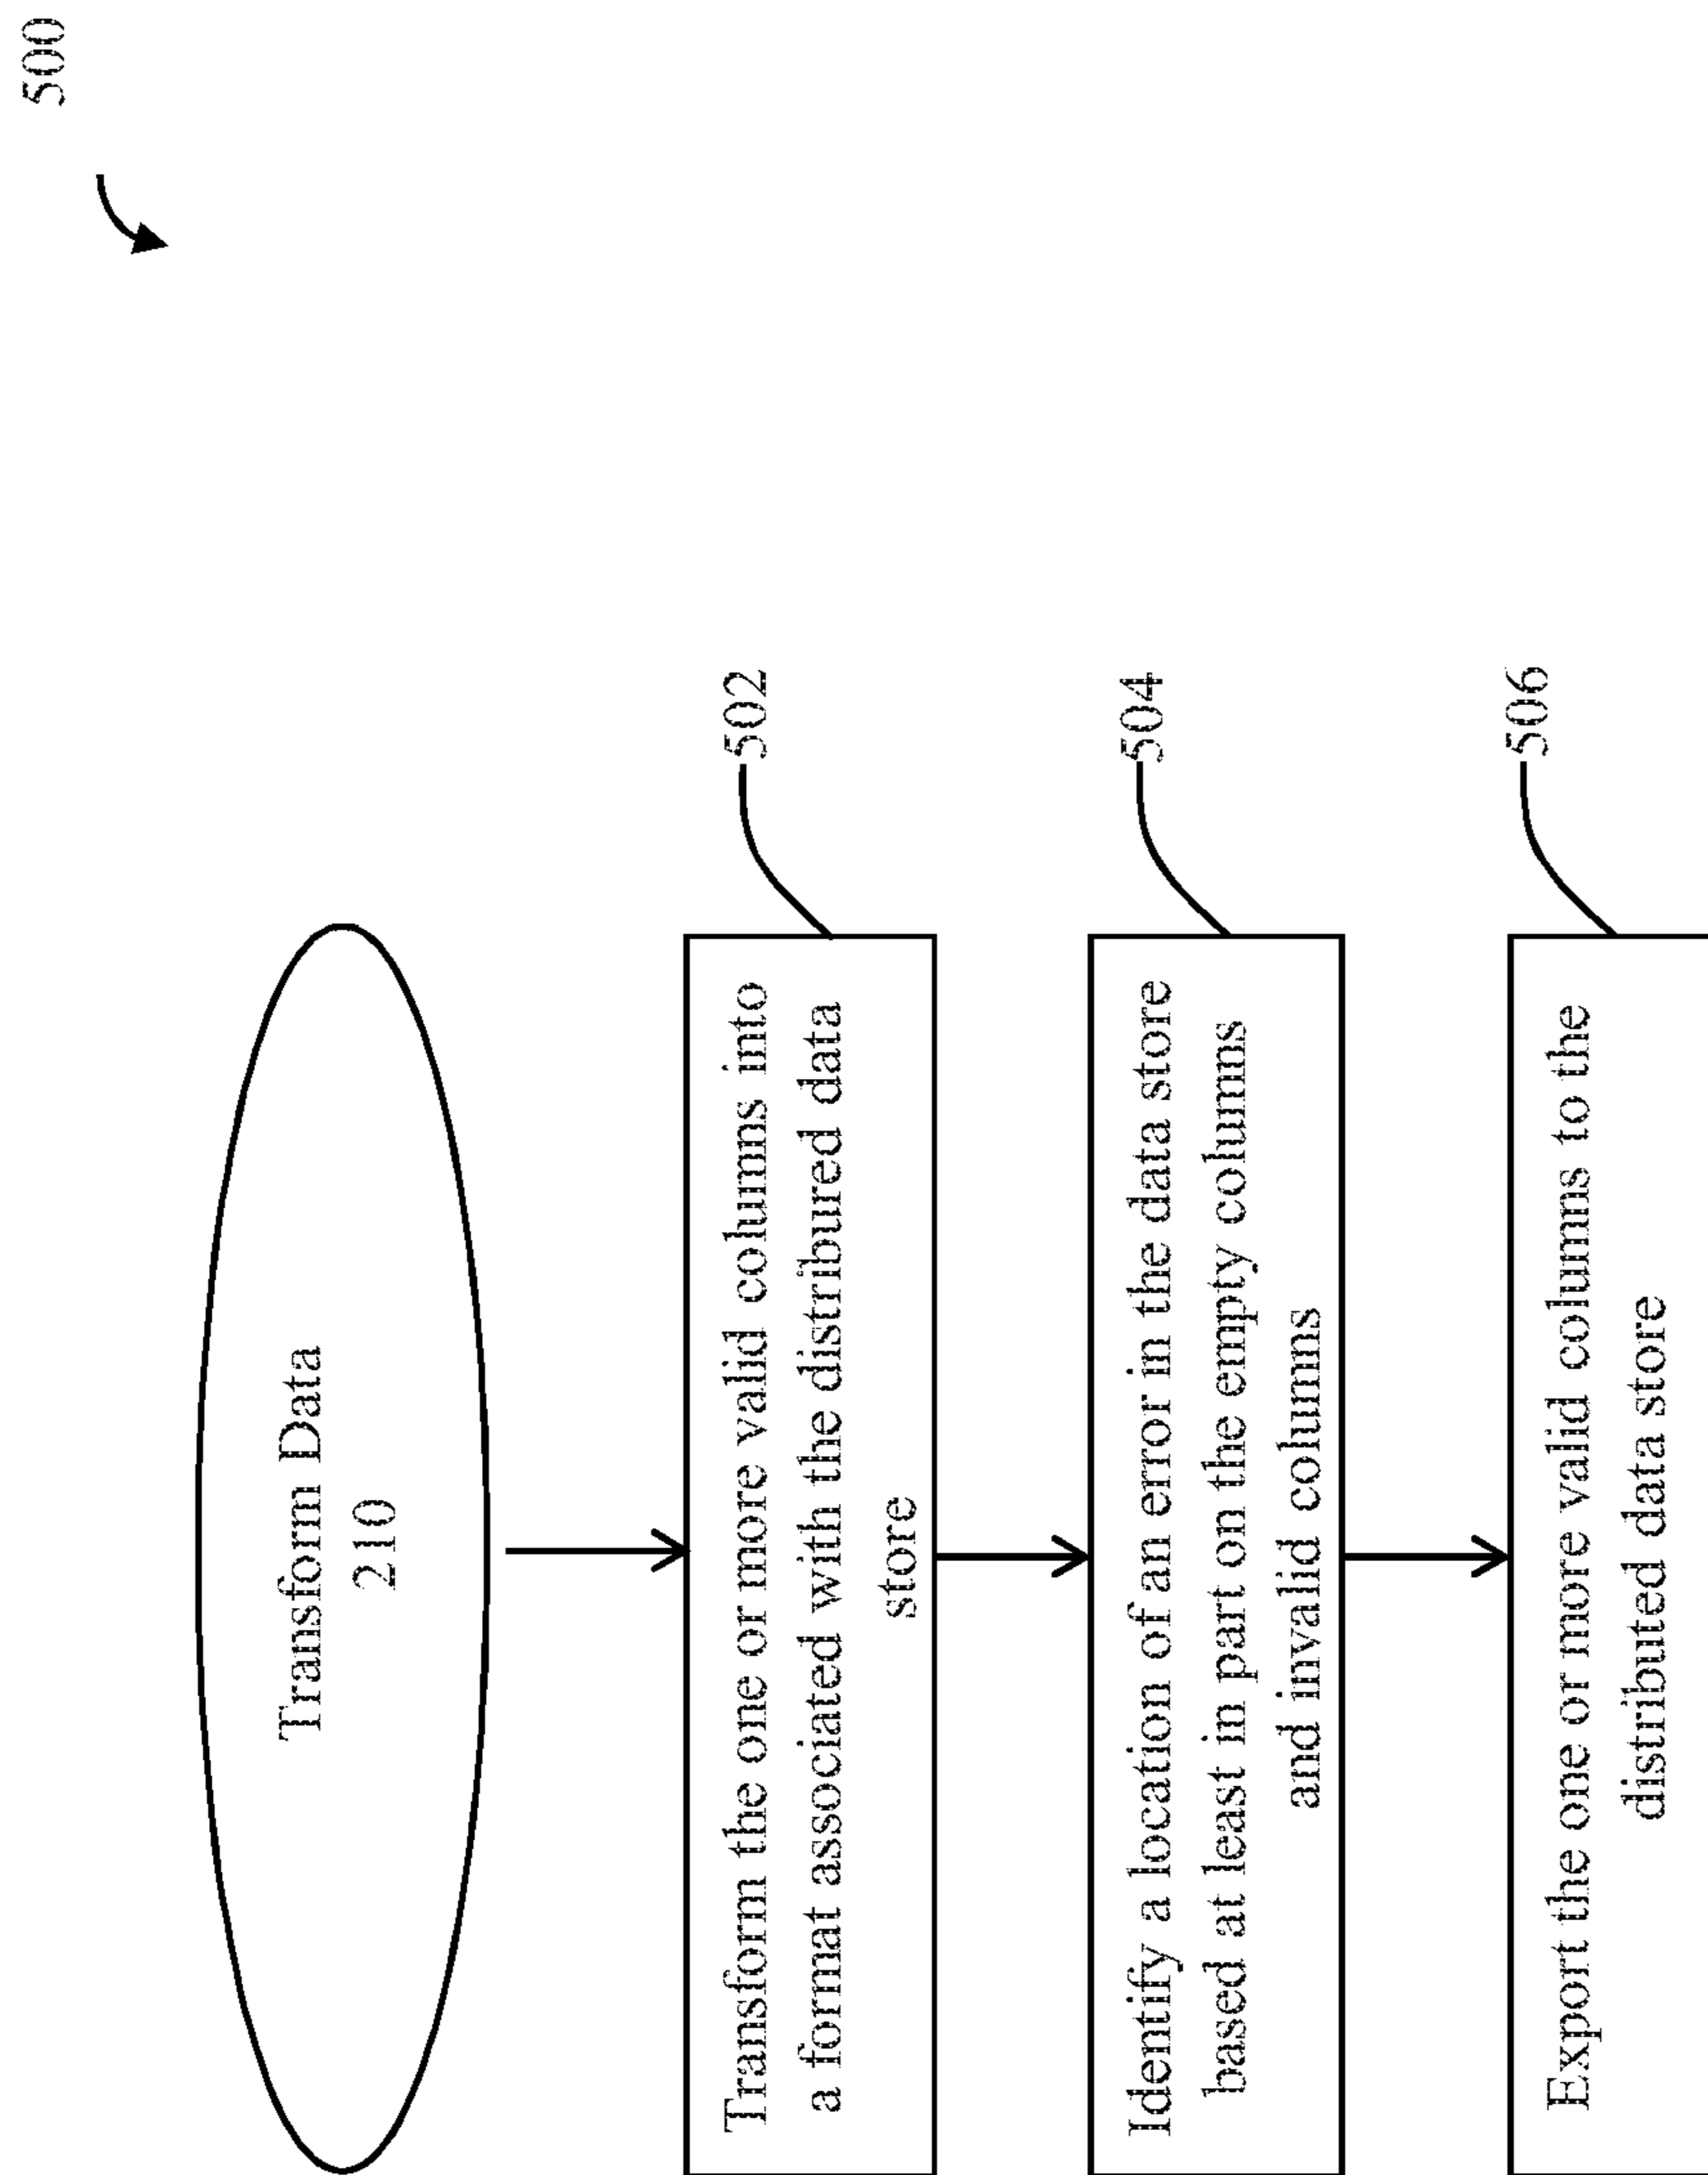 500
Transform Data
210
Transform the one or more valid columns into
a format associated with the distribured data
store
502
Identify a location of an error in the data store
based at least in part on the empty columns
and invalid columns
504
Export the one or more valid columns to the
distributed data store
506